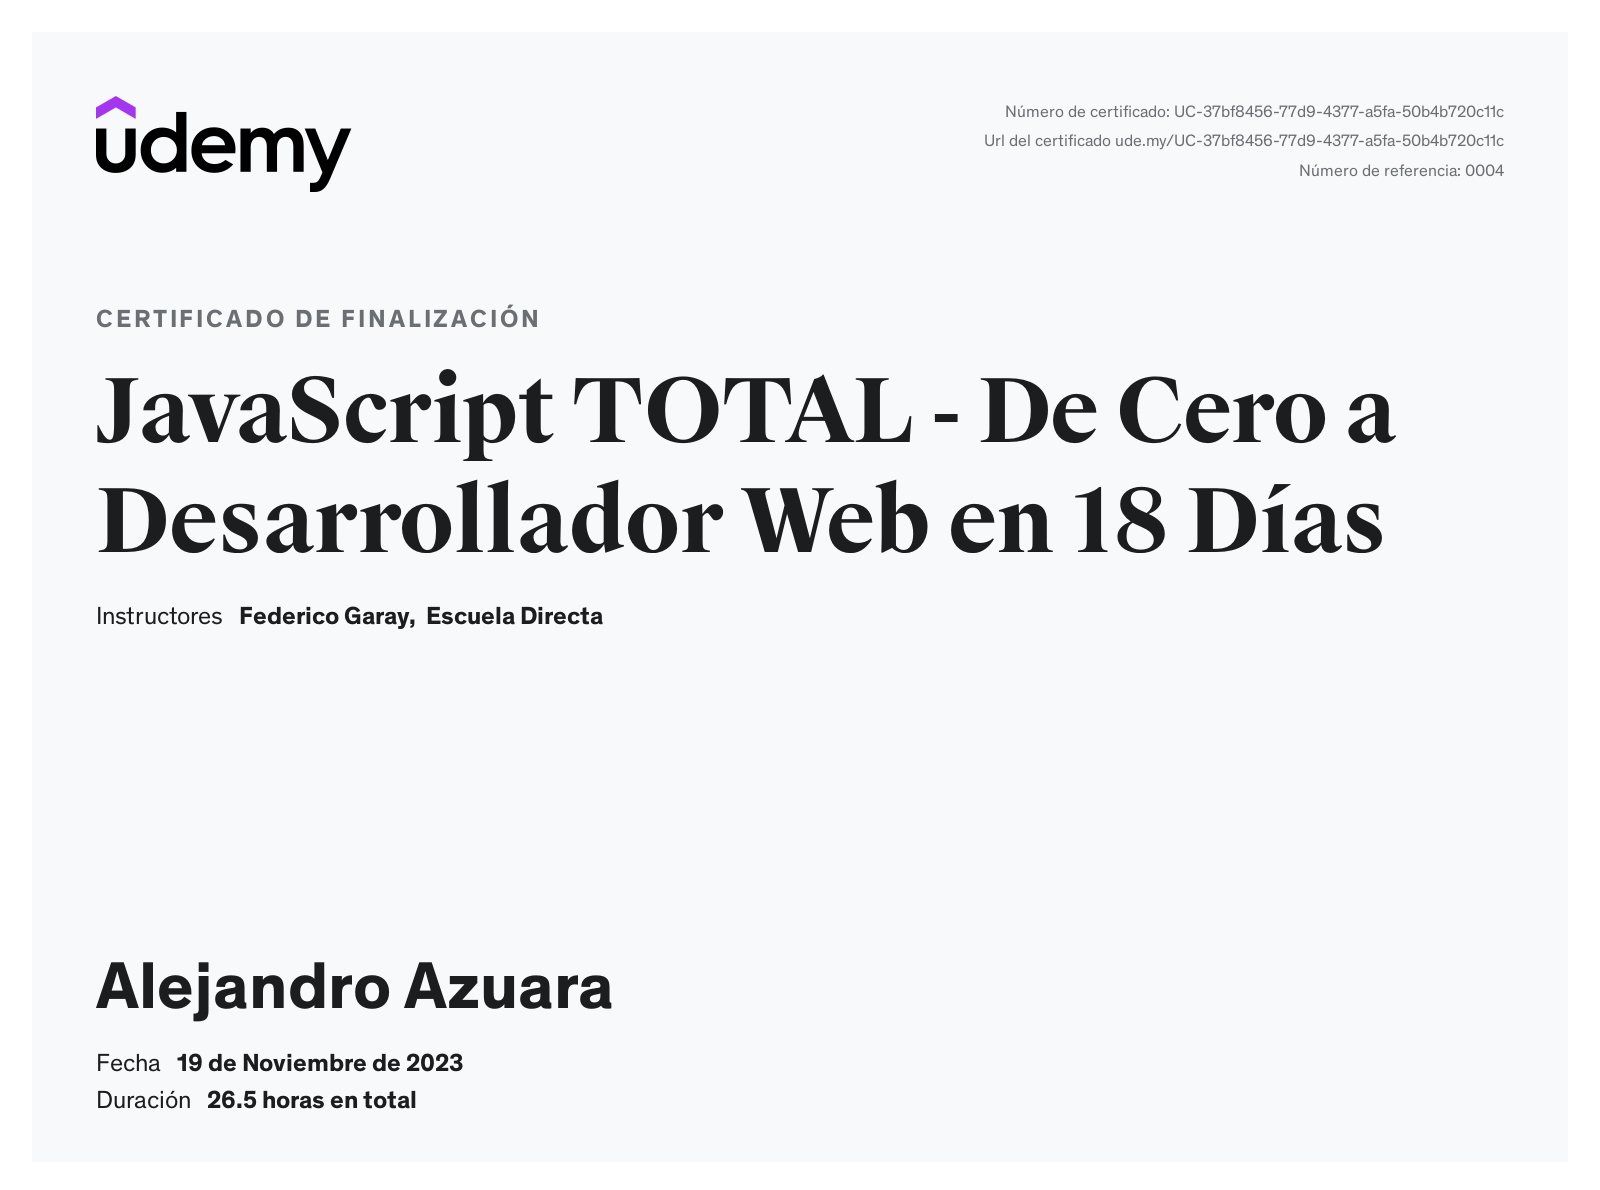 udemy
Número de certificado: UC-37bf8456-77d9-4377-a5fa-50b4b720c11c
Url del certificado ude.my/UC-37bf8456-77d9-4377-a5fa-50b4b720c11c
Número de referencia: 0004
CERTIFICADO DE FINALIZACIÓN
JavaScript TOTAL - De Cero a
Desarrollador Web en 18 Días
Instructores Federico Garay, Escuela Directa
Alejandro Azuara
Fecha 19 de Noviembre de 2023
Duración 26.5 horas en total